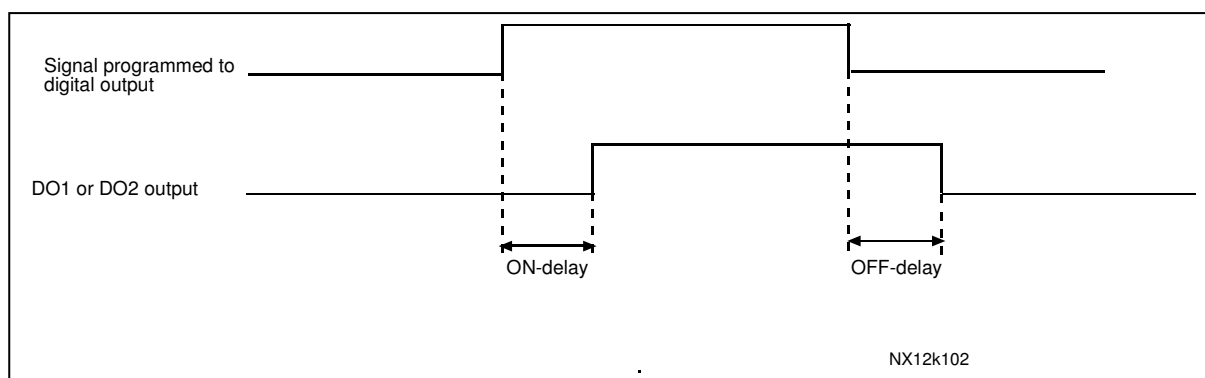 Signal programmed to
digital output
DO1 or DO2 output
ON-delay
OFF-delay
NX12k102